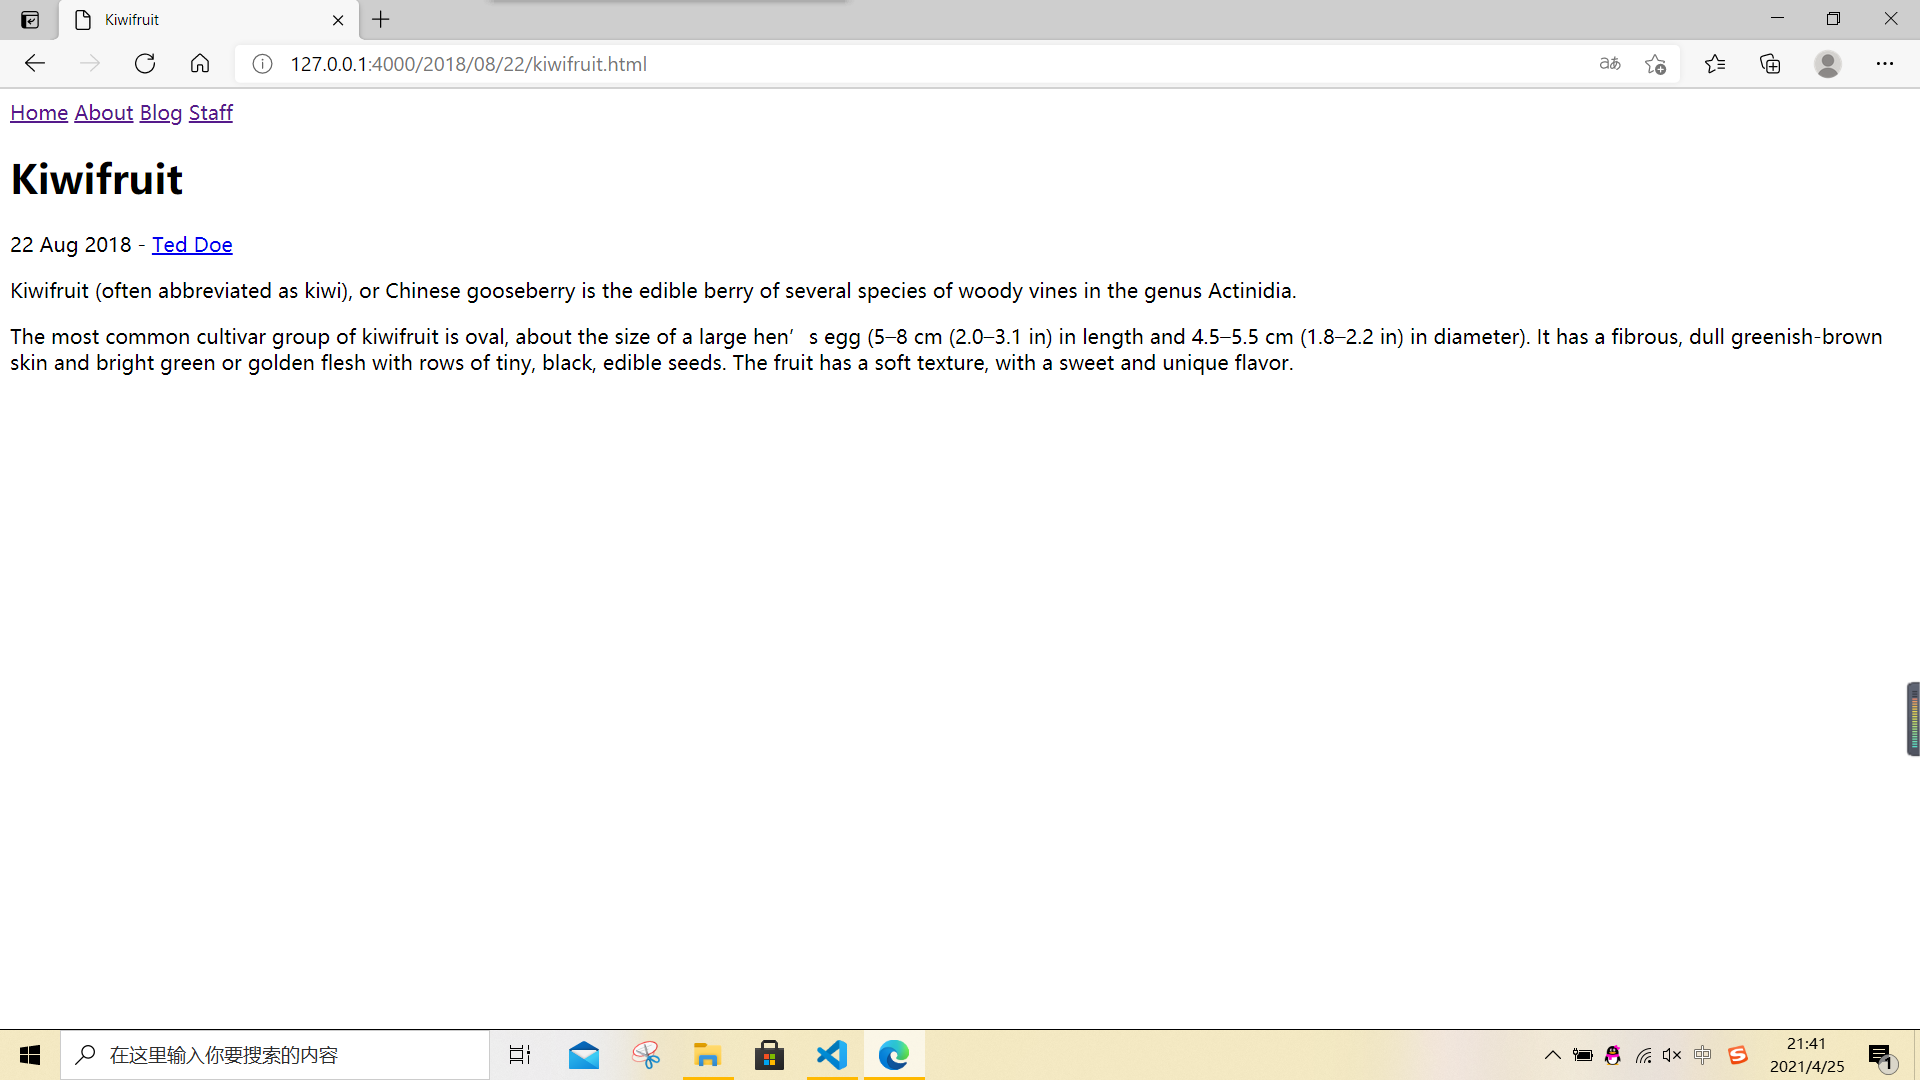 Kiwifruit
127.0.0.1:4000/2018/08/22/kiwifruit.html
aあ
Home About Blog Staff
Kiwifruit
22 Aug 2018 - Ted Doe
Kiwifruit (often abbreviated as kiwi), or Chinese gooseberry is the edible berry of several species of woody vines in the genus Actinidia.
The most common cultivar group of kiwifruit is oval, about the size of a large hen’s egg (5–8 cm (2.0–3.1 in) in length and 4.5–5.5 cm (1.8–2.2 in) in diameter). It has a fibrous, dull greenish-brown
skin and bright green or golden flesh with rows of tiny, black, edible seeds. The fruit has a soft texture, with a sweet and unique flavor.
在这里输入你要搜索的内容
中
S
21:41
2021/4/25
1